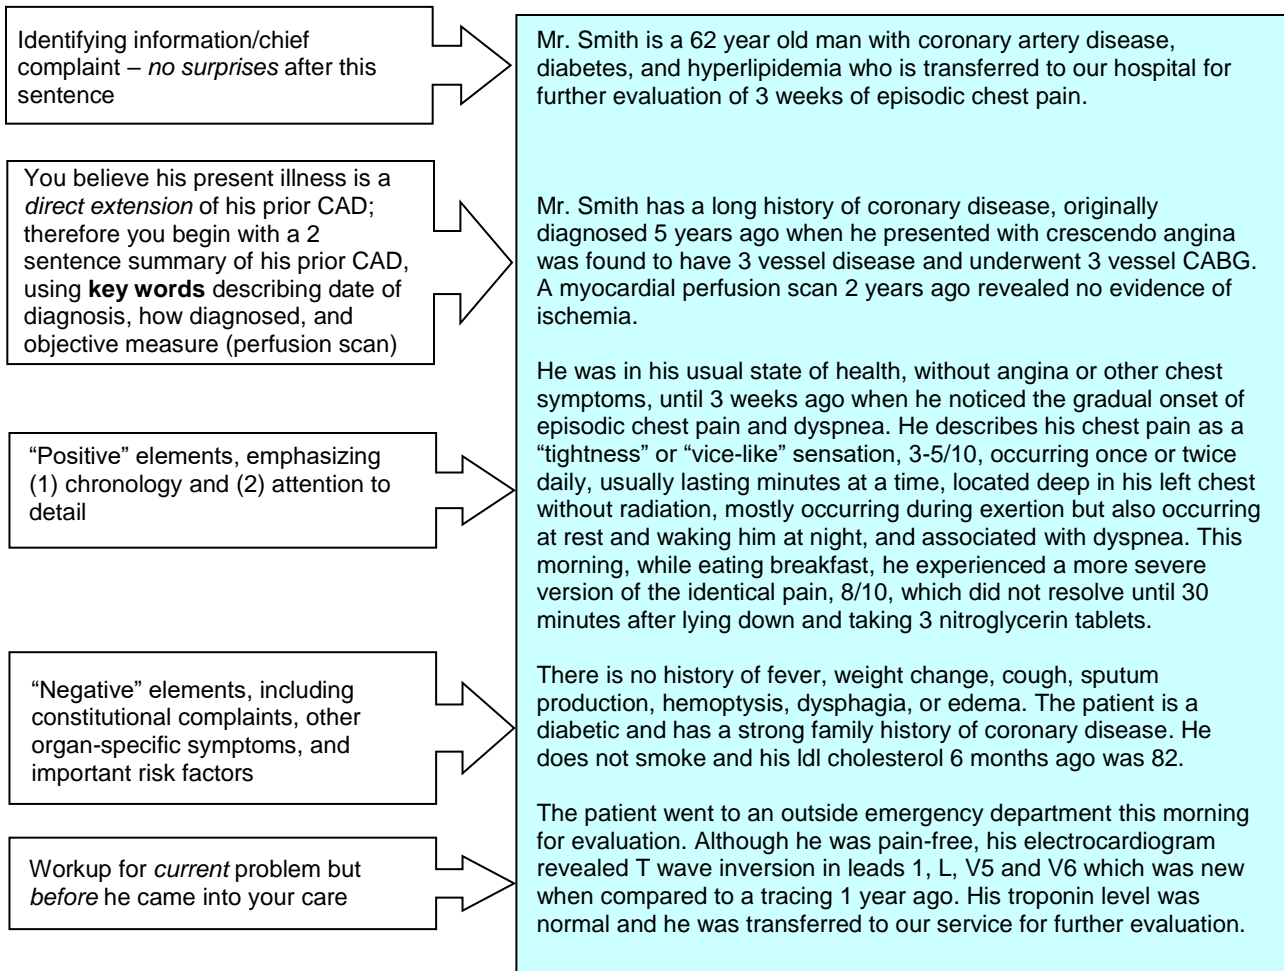 Identifying information/chief
complaint – no surprises after this
sentence
Mr. Smith is a 62 year old man with coronary artery disease,
diabetes, and hyperlipidemia who is transferred to our hospital for
further evaluation of 3 weeks of episodic chest pain.
You believe his present illness is a
direct extension of his prior CAD;
therefore you begin with a 2
sentence summary of his prior CAD,
using key words describing date of
diagnosis, how diagnosed, and
objective measure (perfusion scan)
Mr. Smith has a long history of coronary disease, originally
diagnosed 5 years ago when he presented with crescendo angina
was found to have 3 vessel disease and underwent 3 vessel CABG.
A myocardial perfusion scan 2 years ago revealed no evidence of
ischemia.
“Positive” elements, emphasizing
(1) chronology and (2) attention to
detail
He was in his usual state of health, without angina or other chest
symptoms, until 3 weeks ago when he noticed the gradual onset of
episodic chest pain and dyspnea. He describes his chest pain as a
“tightness” or “vice-like” sensation, 3-5/10, occurring once or twice
daily, usually lasting minutes at a time, located deep in his left chest
without radiation, mostly occurring during exertion but also occurring
at rest and waking him at night, and associated with dyspnea. This
morning, while eating breakfast, he experienced a more severe
version of the identical pain, 8/10, which did not resolve until 30
minutes after lying down and taking 3 nitroglycerin tablets.
“Negative” elements, including
constitutional complaints, other
organ-specific symptoms, and
important risk factors
There is no history of fever, weight change, cough, sputum
production, hemoptysis, dysphagia, or edema. The patient is a
diabetic and has a strong family history of coronary disease. He
does not smoke and his ldl cholesterol 6 months ago was 82.
Workup for current problem but
before he came into your care
The patient went to an outside emergency department this morning
for evaluation. Although he was pain-free, his electrocardiogram
revealed T wave inversion in leads 1, L, V5 and V6 which was new
when compared to a tracing 1 year ago. His troponin level was
normal and he was transferred to our service for further evaluation.